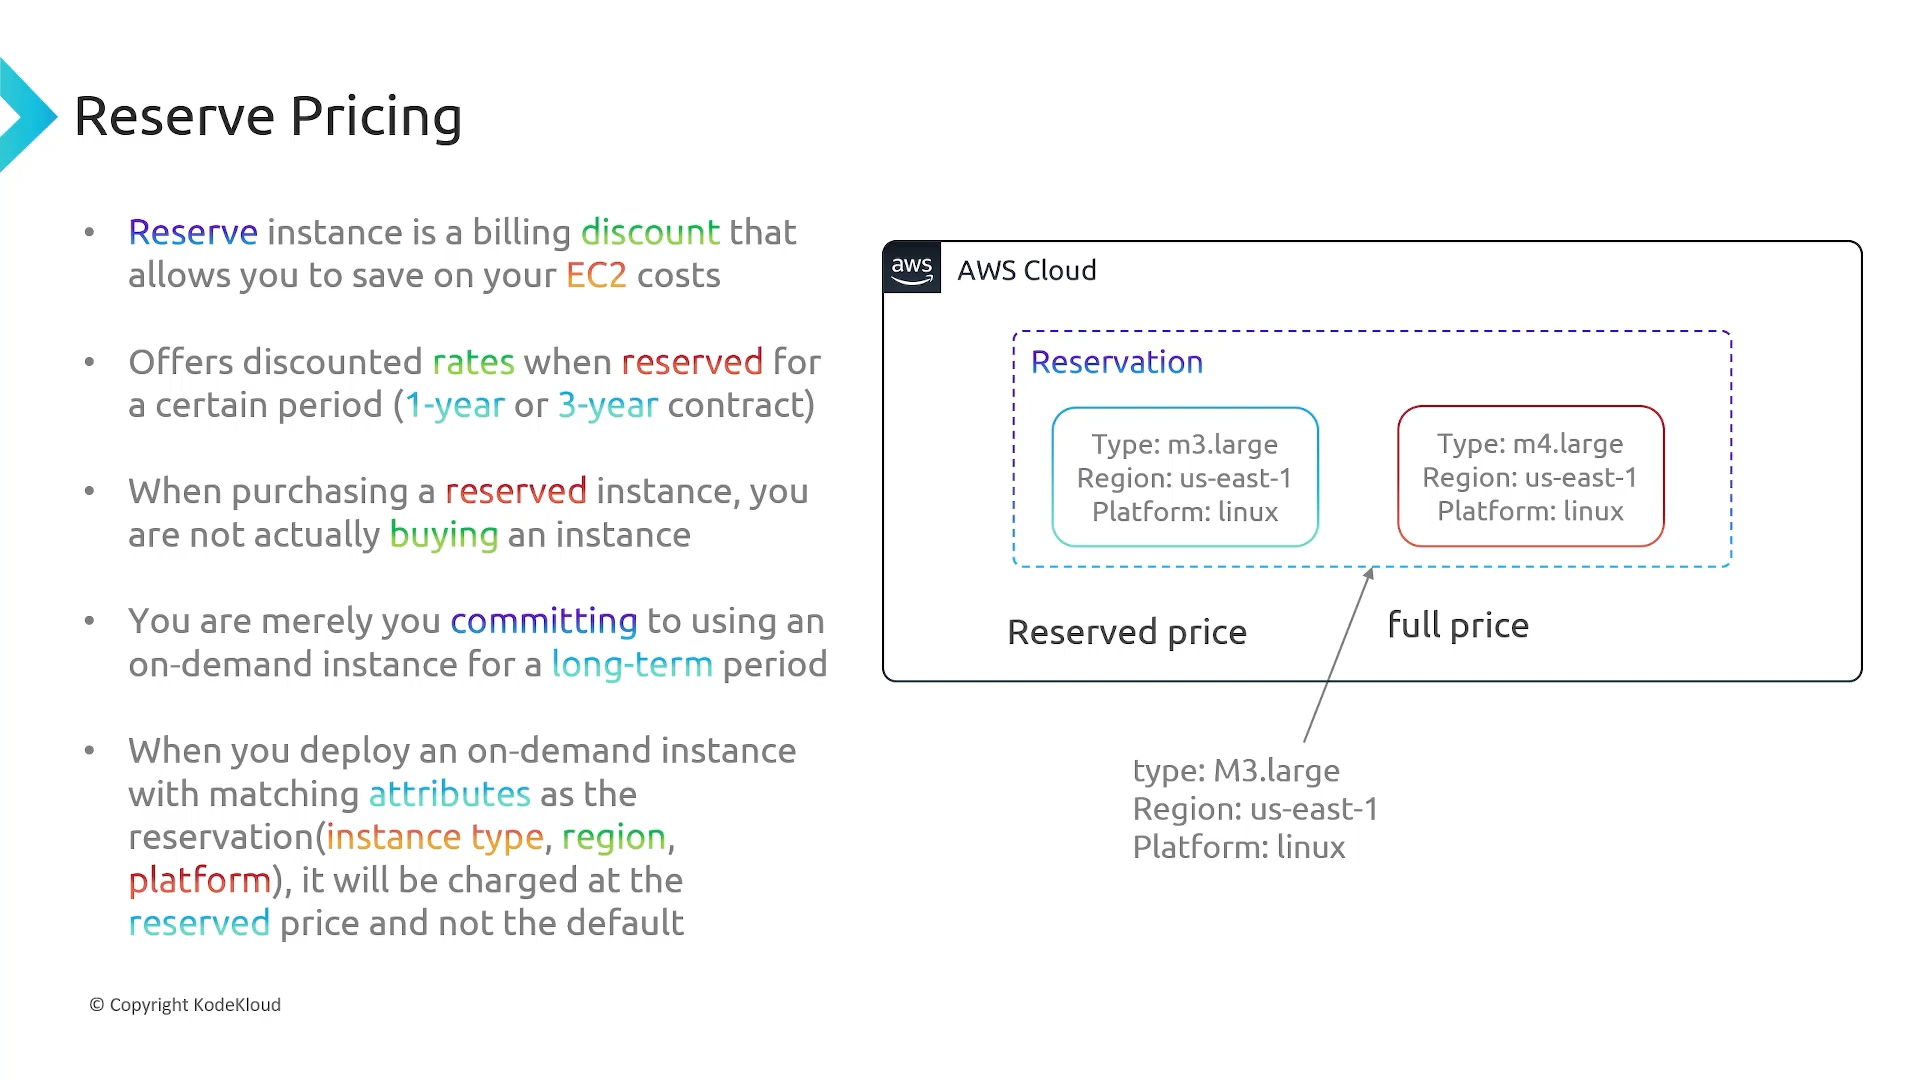 Reserve Pricing
• Reserve instance is a billing discount that
allows you to save on your EC2 costs
• Offers discounted rates when reserved for
a certain period (1-year or 3-year contract)
• When purchasing a reserved instance, you
are not actually buying an instance
• You are merely you committing to using an
on-demand instance for a long-term period
• When you deploy an on-demand instance
with matching attributes as the
reservation(instance type, region,
platform), it will be charged at the
reserved price and not the default
aws
AWS Cloud
Reservation
Type: m3.large
Region: us-east-1
Platform: linux
Type: m4.large
Region: us-east-1
Platform: linux
Reserved price
full price
type: M3.large
Region: us-east-1
Platform: linux
© Copyright KodeKloud